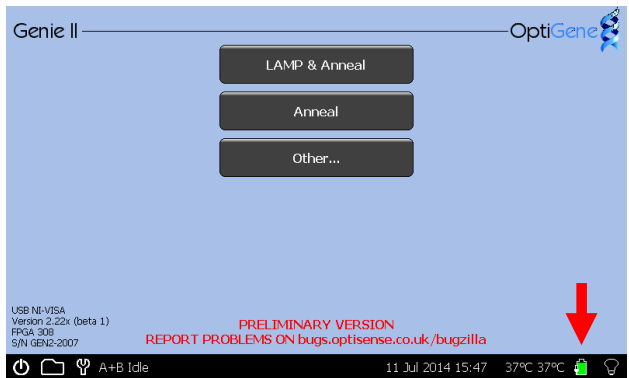 Genie II
OptiGene
LAMP & Anneal
Anneal
Other...
USB NI-VISA
Version 2.22x (beta 1)
FPGA 308
S/N GEN2-2007
PRELIMINARY VERSION
REPORT PROBLEMS ON bugs.optisense.co.uk/bugzilla
A+B Idle
11 Jul 2014 15:47
37°C 37°C